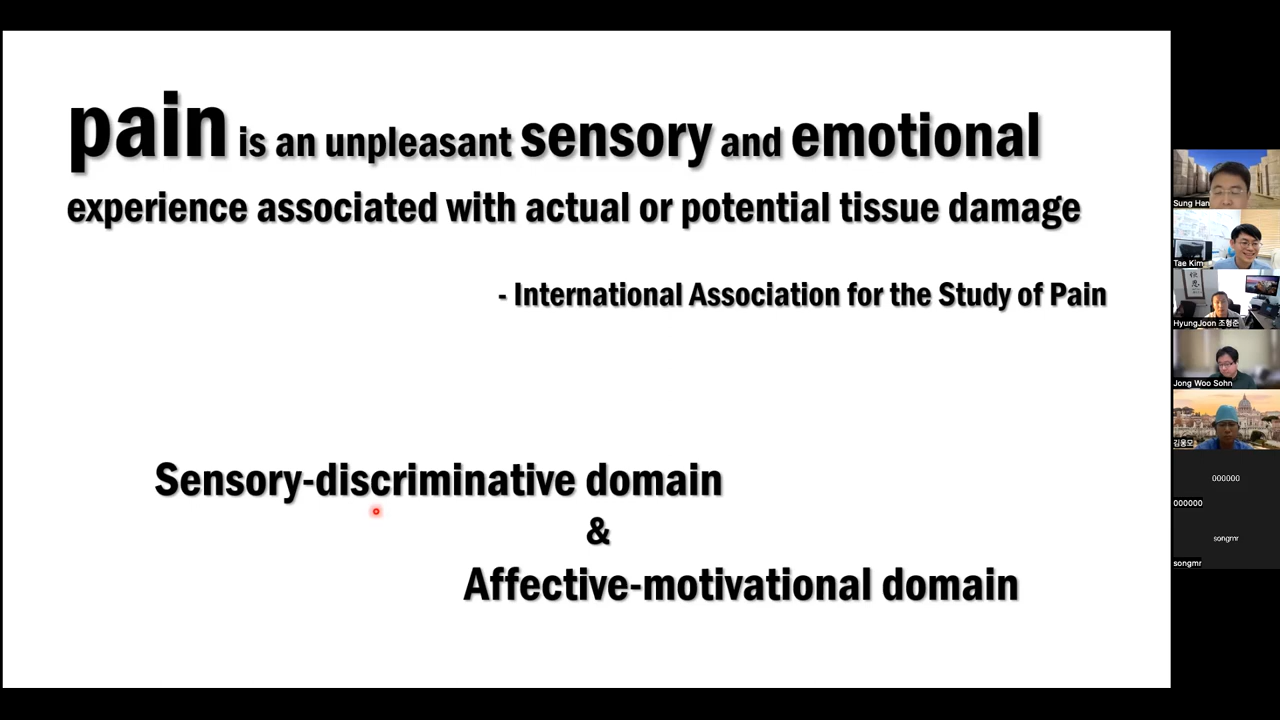 pain is an unpleasant sensory and emotional
experience associated with actual or potential tissue damage
- International Association for the Study of Pain
Sensory-discriminative domain
&
Affective-motivational domain
Sung Han
Tae Kim
HyungJoon 조형준
Jong Woo Sohn
김용모
000000
000000
songmr
songmr